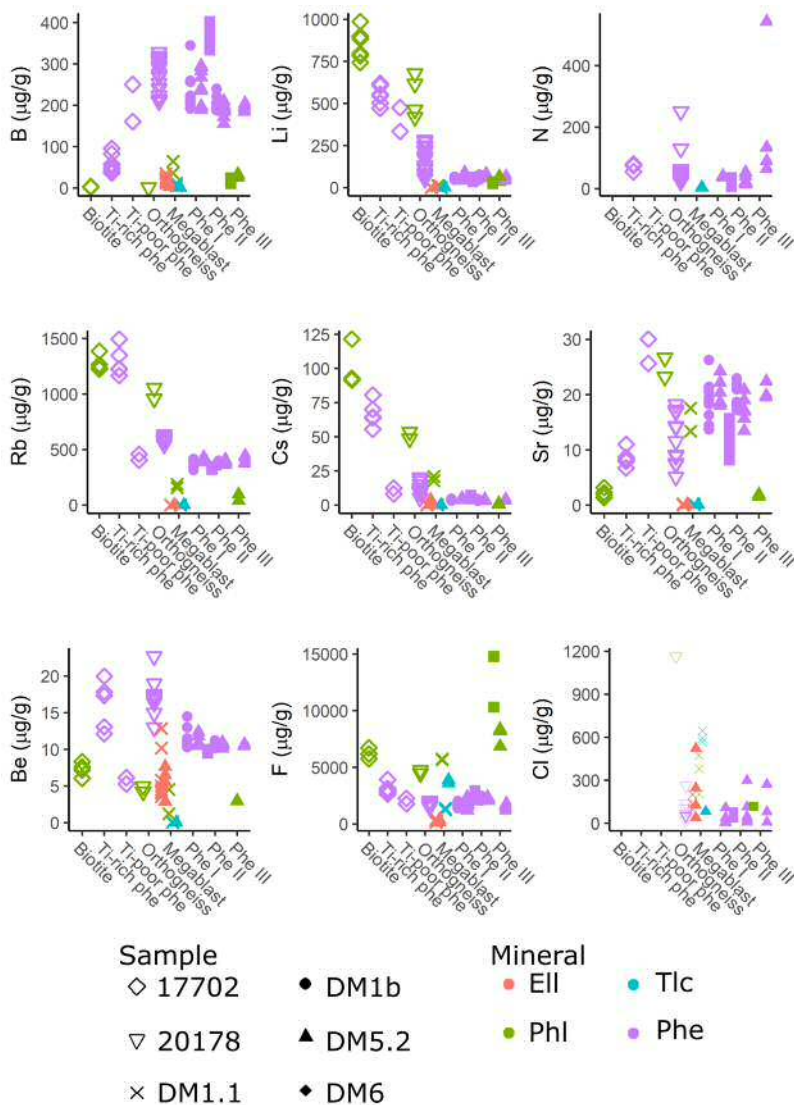 B (µg/g)
400
300
200
100
0
Biotite
Ti-rich phe
Ti-poor phe
Orthogneiss
Megablast
Phe I
Phe II
Phe III
Li (µg/g)
1000
750
500
250
0
Biotite
Ti-rich phe
Ti-poor phe
Orthogneiss
Megablast
Phe I
Phe II
Phe III
N (µg/g)
400
200
0
Biotite
Ti-rich phe
Ti-poor phe
Orthogneiss
Megablast
Phe I
Phe II
Phe III
Rb (µg/g)
1500
1000
500
0
Biotite
Ti-rich phe
Ti-poor phe
Orthogneiss
Megablast
Phe I
Phe II
Phe III
Cs (µg/g)
125
100
75
50
25
0
Biotite
Ti-rich phe
Ti-poor phe
Orthogneiss
Megablast
Phe I
Phe II
Phe III
Sr (µg/g)
30
20
10
0
Biotite
Ti-rich phe
Ti-poor phe
Orthogneiss
Megablast
Phe I
Phe II
Phe III
Be (µg/g)
20
15
10
5
0
Biotite
Ti-rich phe
Ti-poor phe
Orthogneiss
Megablast
Phe I
Phe II
Phe III
F (µg/g)
15000
10000
5000
0
Biotite
Ti-rich phe
Ti-poor phe
Orthogneiss
Megablast
Phe I
Phe II
Phe III
Cl (µg/g)
1200
900
600
300
0
Biotite
Ti-rich phe
Ti-poor phe
Orthogneiss
Megablast
Phe I
Phe II
Phe III
Sample
17702
DM1b
20178
DM5.2
DM1.1
DM6
Mineral
Ell
Tlc
Phl
Phe